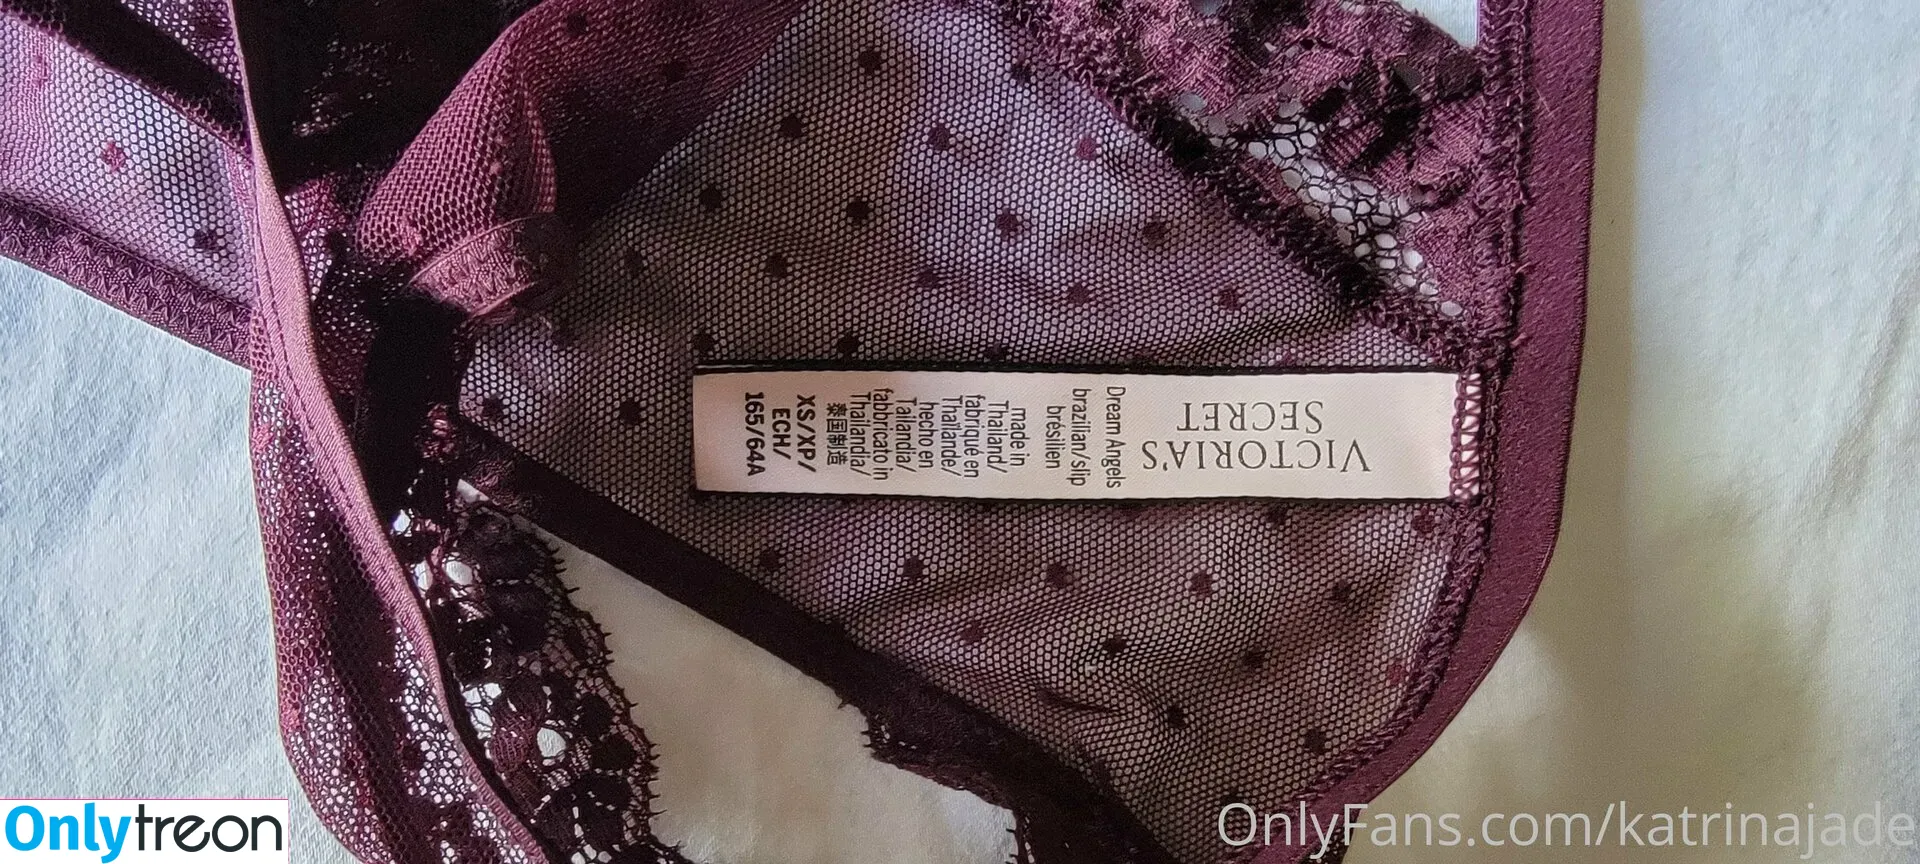 VICTORIA'S
SECRET
Dream Angels
brazilian/slip
brésilien
made in
Thailand/
fabriqué en
Thaïlande/
hecho en
Tailandia/
fabbricato in
Thailandia/
泰国制造
XS/XP/
ECH/
165/64A
Onlytreon
OnlyFans.com/katrinajade